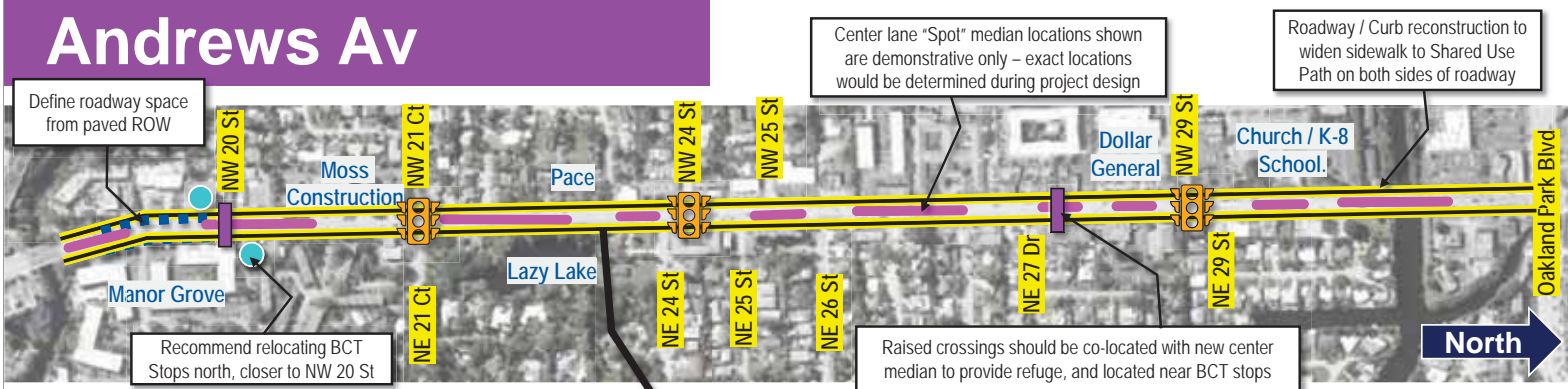 Andrews Av
Define roadway space
from paved ROW
Center lane “Spot” median locations shown
are demonstrative only – exact locations
would be determined during project design
Roadway / Curb reconstruction to
widen sidewalk to Shared Use
Path on both sides of roadway
NW 20 St
Moss
Construction
NW 21 Ct
Pace
NW 24 St
NW 25 St
Dollar
General
NW 29 St
Church / K-8
School.
Oakland Park Blvd
Manor Grove
NE 21 Ct
Lazy Lake
NE 24 St
NE 25 St
NE 26 St
NE 27 Dr
NE 29 St
Recommend relocating BCT
Stops north, closer to NW 20 St
Raised crossings should be co-located with new center
median to provide refuge, and located near BCT stops
North